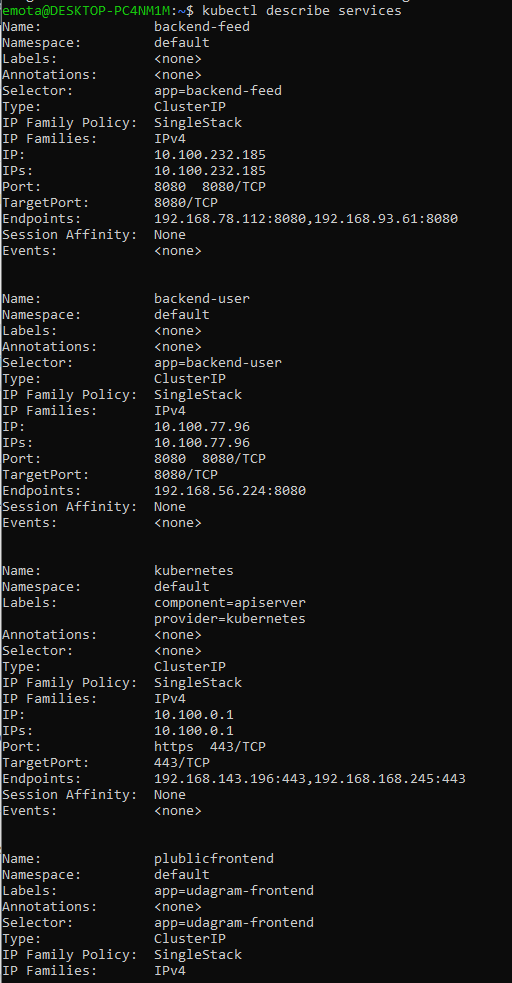 emota@DESKTOP-PC4NM1M:~$ kubectl describe services
Name:              backend-feed
Namespace:         default
Labels:            <none>
Annotations:       <none>
Selector:          app=backend-feed
Type:              ClusterIP
IP Family Policy:  SingleStack
IP Families:       IPv4
IP:                10.100.232.185
IPs:               10.100.232.185
Port:              8080  8080/TCP
TargetPort:        8080/TCP
Endpoints:         192.168.78.112:8080,192.168.93.61:8080
Session Affinity:  None
Events:            <none>
Name:              backend-user
Namespace:         default
Labels:            <none>
Annotations:       <none>
Selector:          app=backend-user
Type:              ClusterIP
IP Family Policy:  SingleStack
IP Families:       IPv4
IP:                10.100.77.96
IPs:               10.100.77.96
Port:              8080  8080/TCP
TargetPort:        8080/TCP
Endpoints:         192.168.56.224:8080
Session Affinity:  None
Events:            <none>
Name:              kubernetes
Namespace:         default
Labels:            component=apiserver
                   provider=kubernetes
Annotations:       <none>
Selector:          <none>
Type:              ClusterIP
IP Family Policy:  SingleStack
IP Families:       IPv4
IP:                10.100.0.1
IPs:               10.100.0.1
Port:              https  443/TCP
TargetPort:        443/TCP
Endpoints:         192.168.143.196:443,192.168.168.245:443
Session Affinity:  None
Events:            <none>
Name:              plublicfrontend
Namespace:         default
Labels:            app=udagram-frontend
Annotations:       <none>
Selector:          app=udagram-frontend
Type:              ClusterIP
IP Family Policy:  SingleStack
IP Families:       IPv4